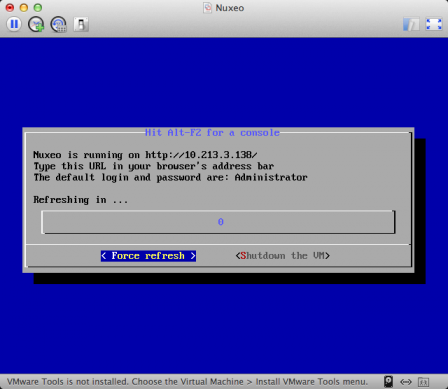 Nuxeo
Hit Alt-F2 for a console
Nuxeo is running on http://10.213.3.138/
Type this URL in your browser's address bar
The default login and password are: Administrator
Refreshing in ...
0
< Force refresh > <Shutdown the VM>
VMware Tools is not installed. Choose the Virtual Machine > Install VMware Tools menu.